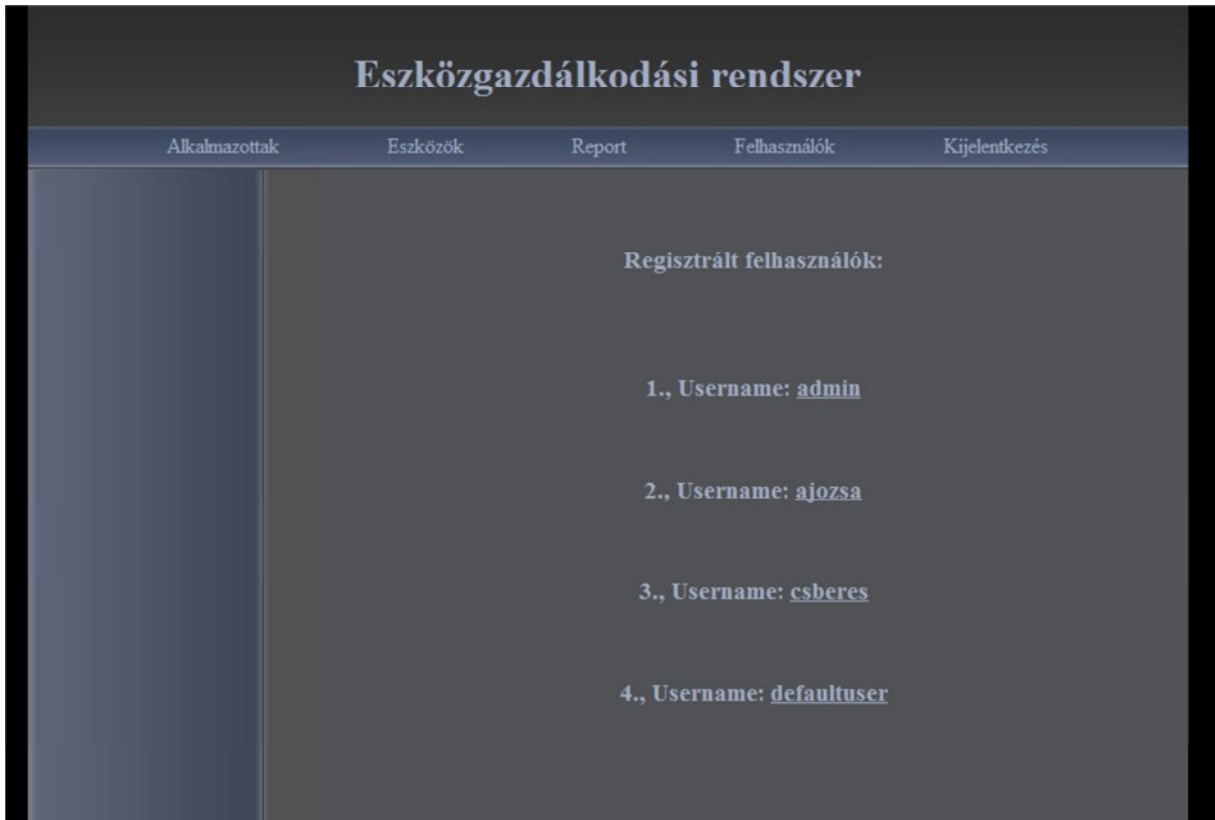 Eszközgazdálkodási rendszer
Alkalmazottak Eszközök Report Felhasználók Kijelentkezés
Regisztrált felhasználók:
1., Username: admin
2., Username: ajozsa
3., Username: csberes
4., Username: defaultuser